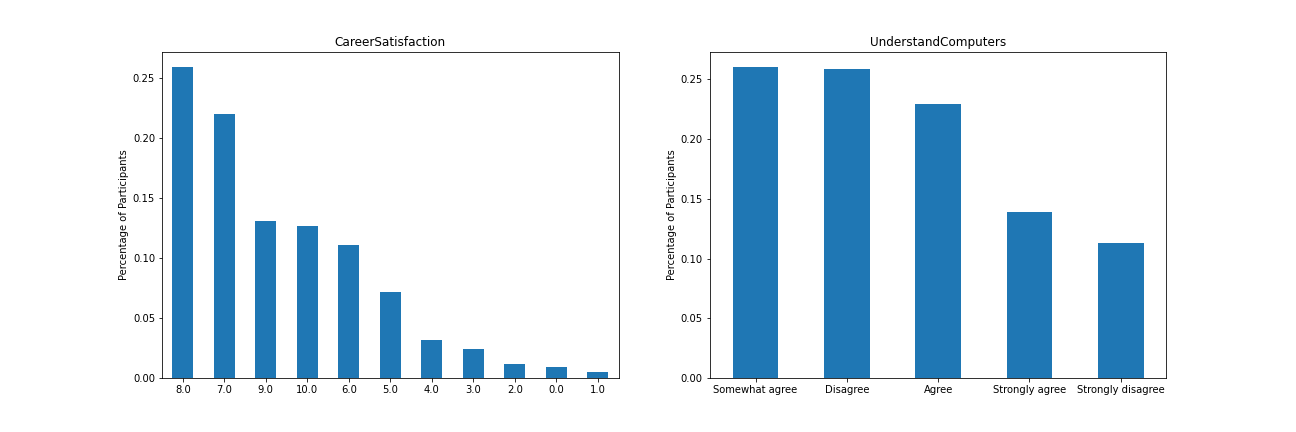 CareerSatisfaction
Percentage of Participants
0.25
0.20
0.15
0.10
0.05
0.00
8.0 7.0 9.0 10.0 6.0 5.0 4.0 3.0 2.0 0.0 1.0
UnderstandComputers
Percentage of Participants
0.25
0.20
0.15
0.10
0.05
0.00
Somewhat agree Disagree Agree Strongly agree Strongly disagree